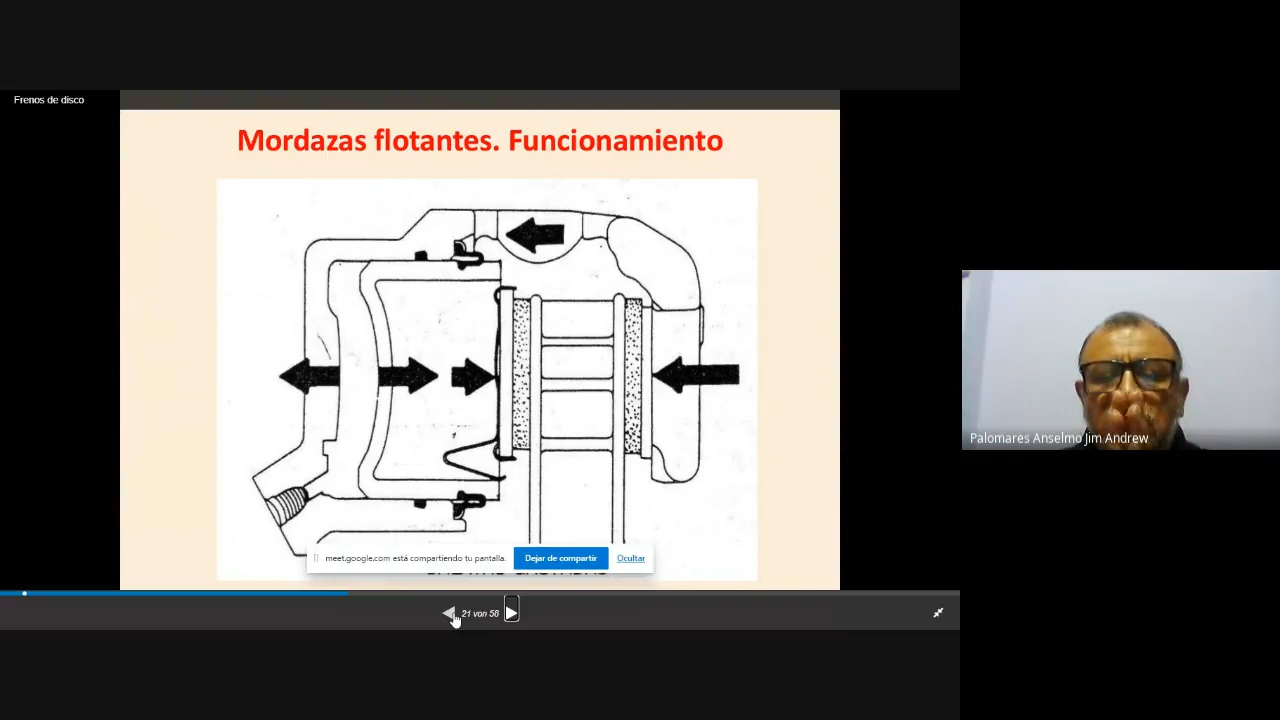 Frenos de disco
Mordazas flotantes. Funcionamiento
meet.google.com está compartiendo tu pantalla.
Dejar de compartir
Ocultar
21 von 58
Palomares Anselmo Jim Andrew